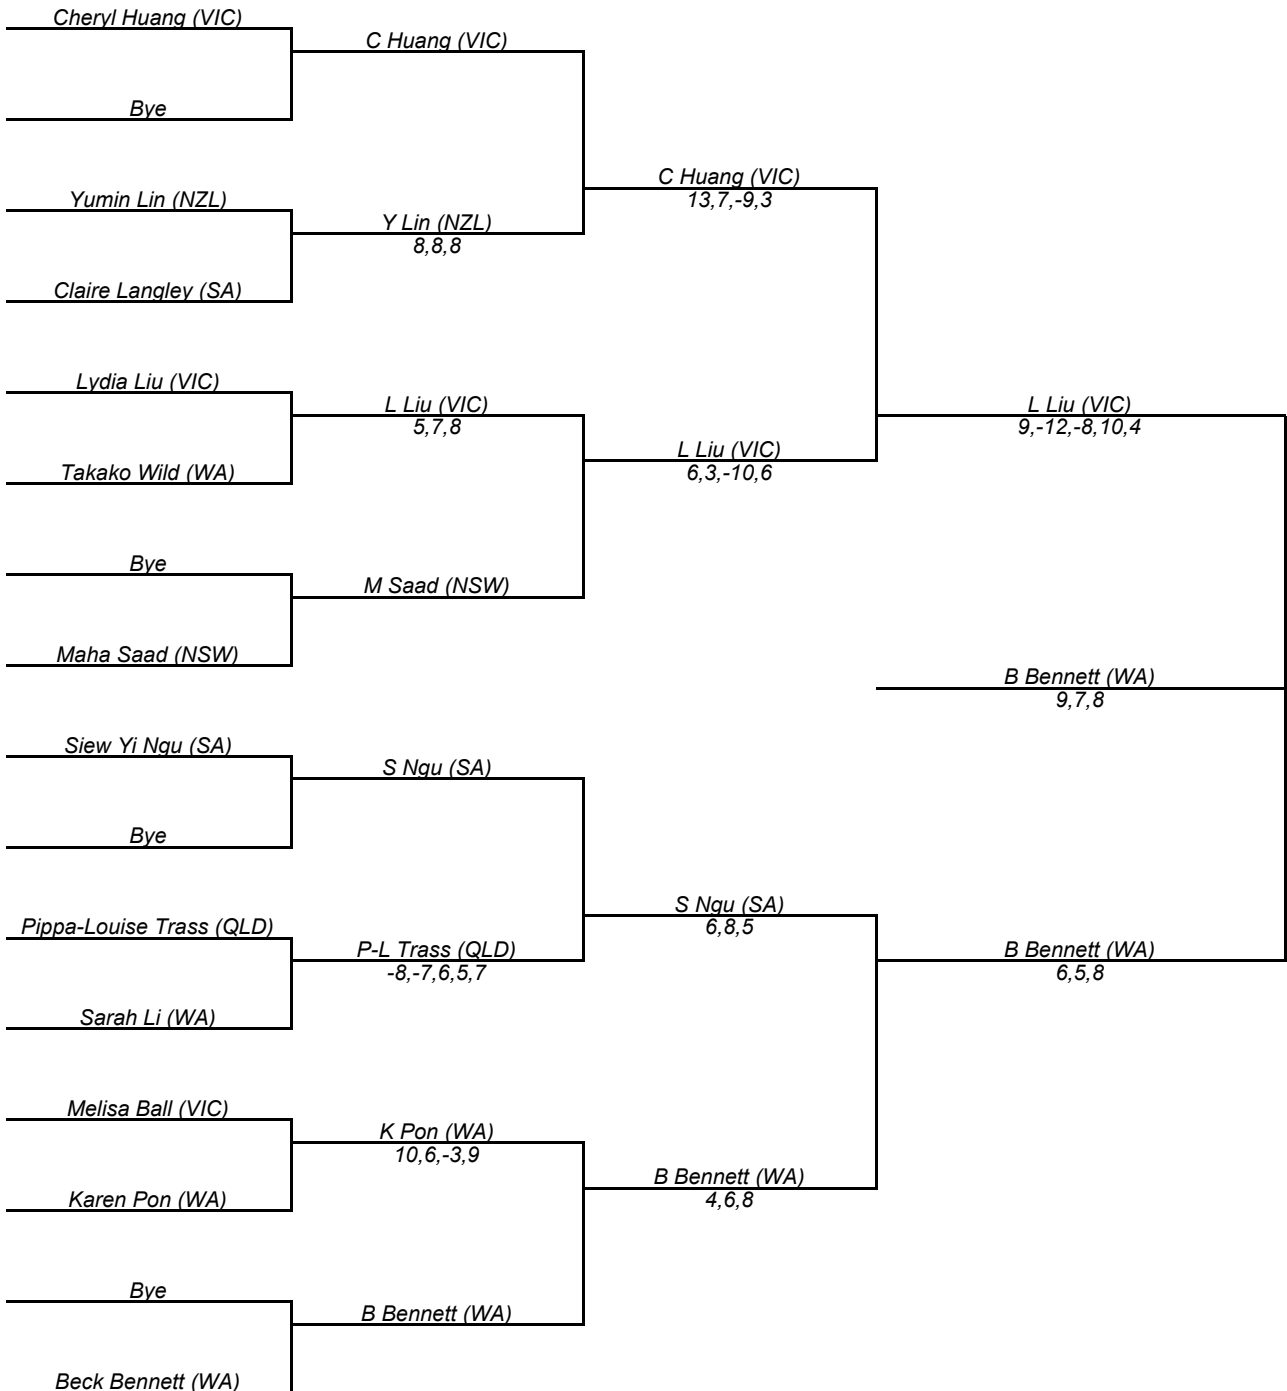 Cheryl Huang (VIC)
C Huang (VIC)
Bye
C Huang (VIC)
13,7,-9,3
Yumin Lin (NZL)
Y Lin (NZL)
8,8,8
Claire Langley (SA)
Lydia Liu (VIC)
L Liu (VIC)
5,7,8
L Liu (VIC)
9,-12,-8,10,4
L Liu (VIC)
6,3,-10,6
Takako Wild (WA)
Bye
M Saad (NSW)
Maha Saad (NSW)
B Bennett (WA)
9,7,8
Siew Yi Ngu (SA)
S Ngu (SA)
Bye
S Ngu (SA)
6,8,5
Pippa-Louise Trass (QLD)
P-L Trass (QLD)
-8,-7,6,5,7
B Bennett (WA)
6,5,8
Sarah Li (WA)
Melisa Ball (VIC)
K Pon (WA)
10,6,-3,9
B Bennett (WA)
4,6,8
Karen Pon (WA)
Bye
B Bennett (WA)
Beck Bennett (WA)